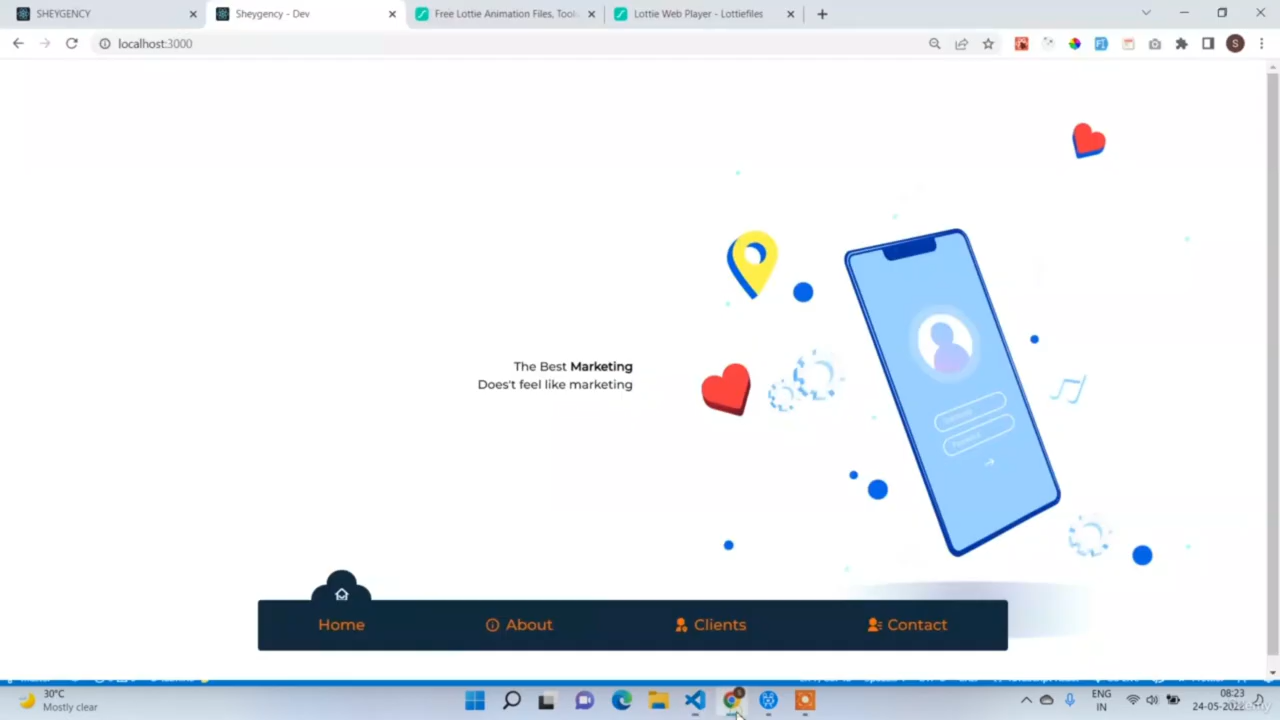 SHEYGENCY
Sheygency - Dev
Free Lottie Animation Files, Tool
Lottie Web Player - Lottiefiles
localhost:3000
S
The Best Marketing
Does't feel like marketing
Home
About
Clients
Contact
30°C
Mostly clear
ENG
IN
08:23
24-05-2022